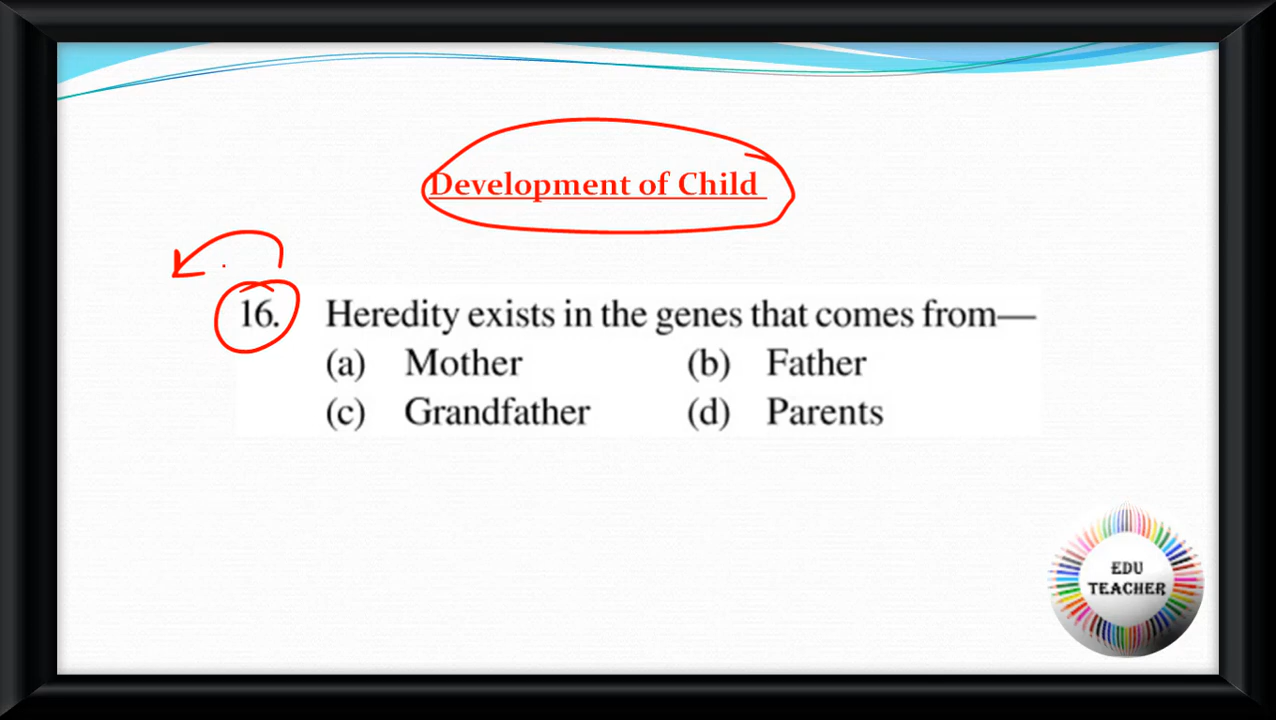 Development of Child
16. Heredity exists in the genes that comes from—
(a) Mother (b) Father
(c) Grandfather (d) Parents
EDU
TEACHER